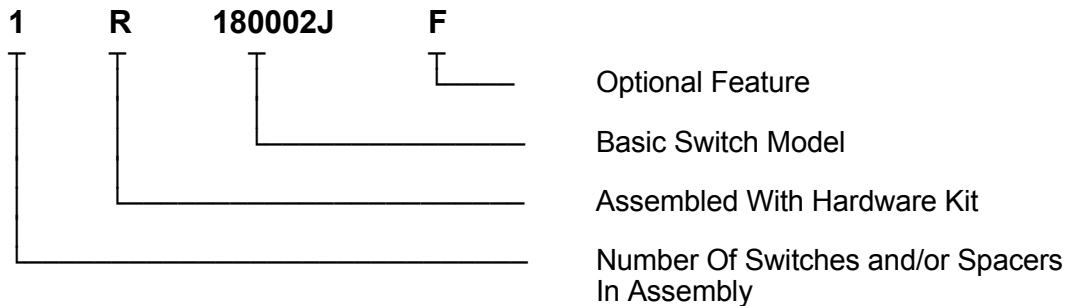 1 R 180002J F
Optional Feature
Basic Switch Model
Assembled With Hardware Kit
Number Of Switches and/or Spacers
In Assembly